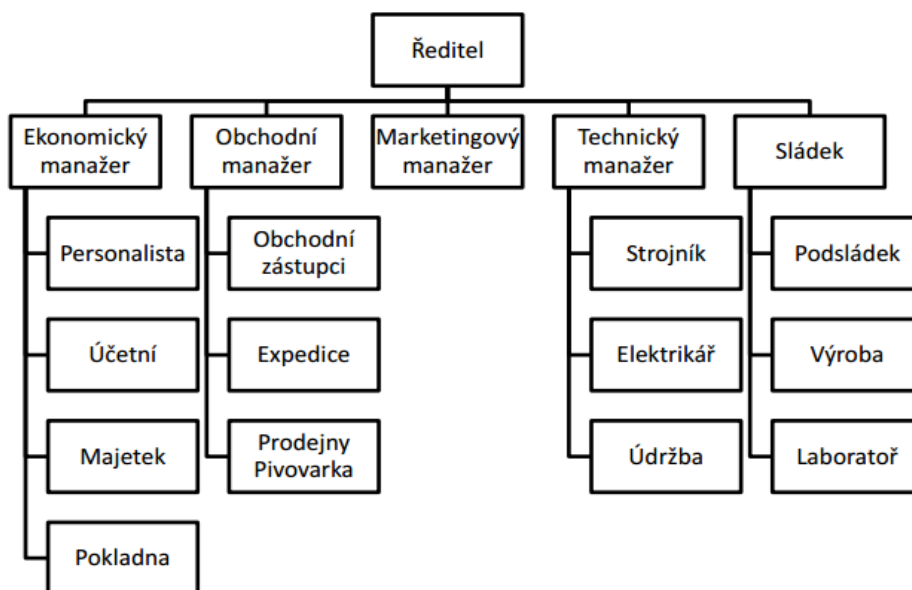 Ředitel
Ekonomický
manažer
Obchodní
manažer
Marketingový
manažer
Technický
manažer
Sládek
Personalista
Obchodní
zástupci
Strojník
Podsládek
Účetní
Expedice
Elektrikář
Výroba
Majetek
Prodejny
Pivovarka
Údržba
Laboratoř
Pokladna